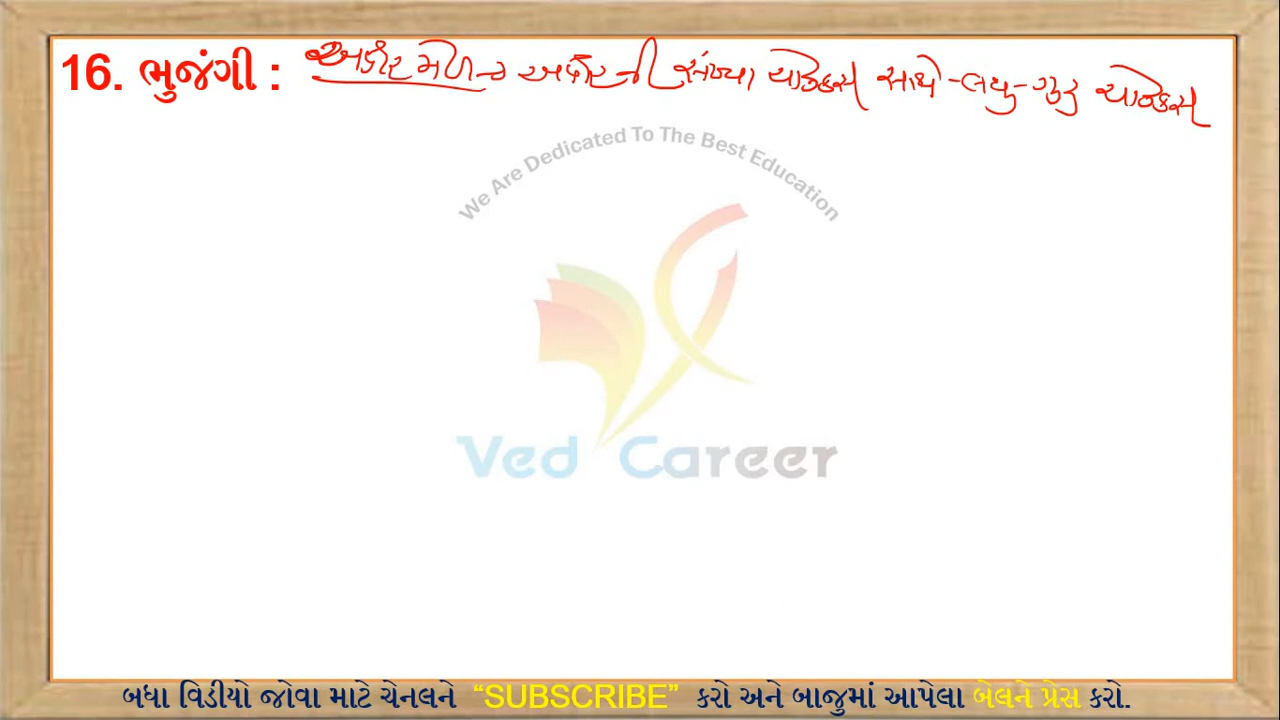 16. ભુજંગી : અક્ષર મેળ → અક્ષરની સંખ્યા ચોક્કસ સાથે - લઘુ - ગુરુ ચોક્કસ
We Are Dedicated To The Best Education
Ved Career
બધા વિડીયો જોવા માટે ચેનલને “SUBSCRIBE” કરો અને બાજુમાં આપેલા બેલને પ્રેસ કરો.